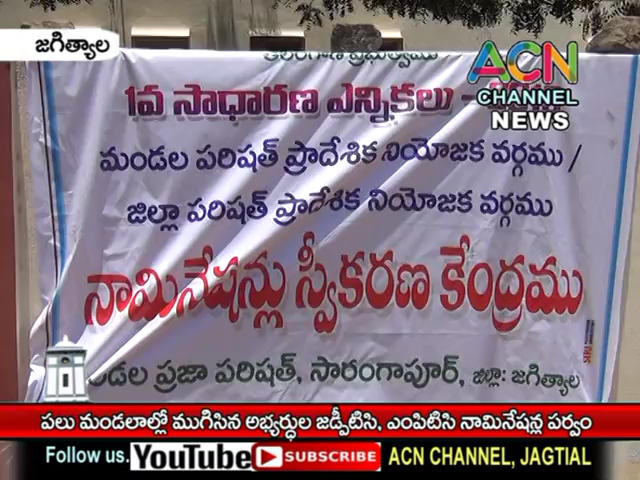 జగిత్యాల
ACN
CHANNEL
NEWS
తెలంగాణ ప్రభుత్వము
1వ సాధారణ ఎన్నికలు -
మండల పరిషత్ ప్రాదేశిక నియోజక వర్గము /
జిల్లా పరిషత్ ప్రాదేశిక నియోజక వర్గము
నామినేషన్లు స్వీకరణ కేంద్రము
మండల ప్రజా పరిషత్, సారంగాపూర్, జిల్లా: జగిత్యాల
పలు మండలాల్లో ముగిసిన అభ్యర్ధుల జడ్పీటిసి, ఎంపిటిసి నామినేషన్ల పర్వం
Follow us. YouTube SUBSCRIBE ACN CHANNEL, JAGTIAL